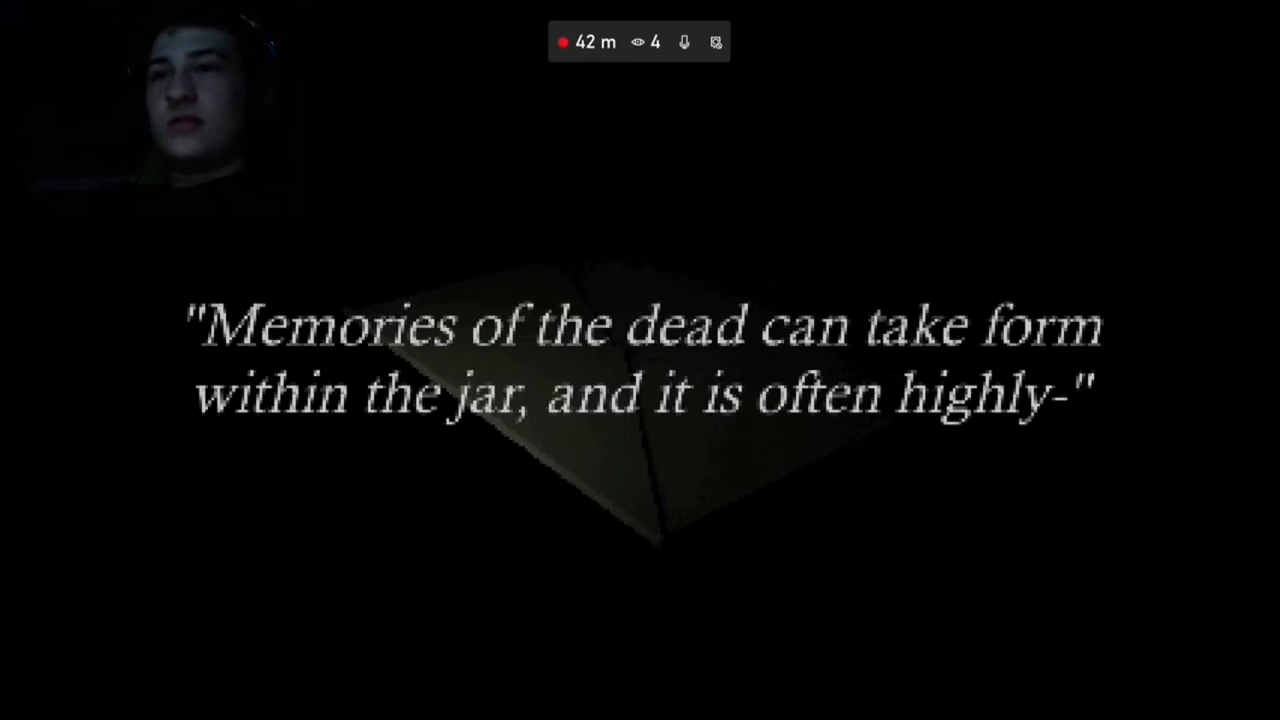 42 m 4
"Memories of the dead can take form
within the jar, and it is often highly-"